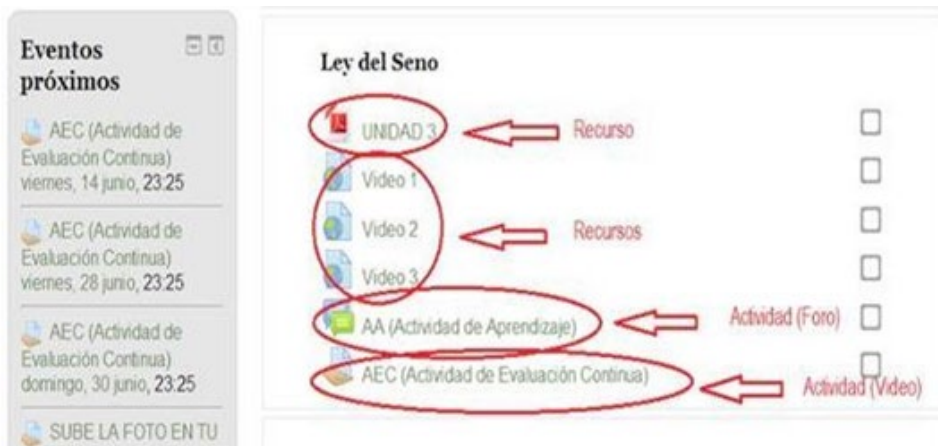 Eventos
próximos
AEC (Actividad de
Evaluación Continua)
viernes, 14 junio, 23:25
AEC (Actividad de
Evaluación Continua)
viernes, 28 junio, 23:25
AEC (Actividad de
Evaluación Continua)
domingo, 30 junio, 23:25
SUBE LA FOTO EN TU
Ley del Seno
UNIDAD 3 Recurso
Video 1
Video 2 Recursos
Video 3
AA (Actividad de Aprendizaje) Actividad (Foro)
AEC (Actividad de Evaluación Continua) Actividad (Video)